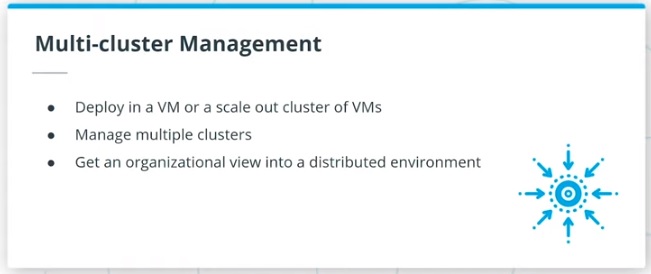 Multi-cluster Management
● Deploy in a VM or a scale out cluster of VMs
● Manage multiple clusters
● Get an organizational view into a distributed environment